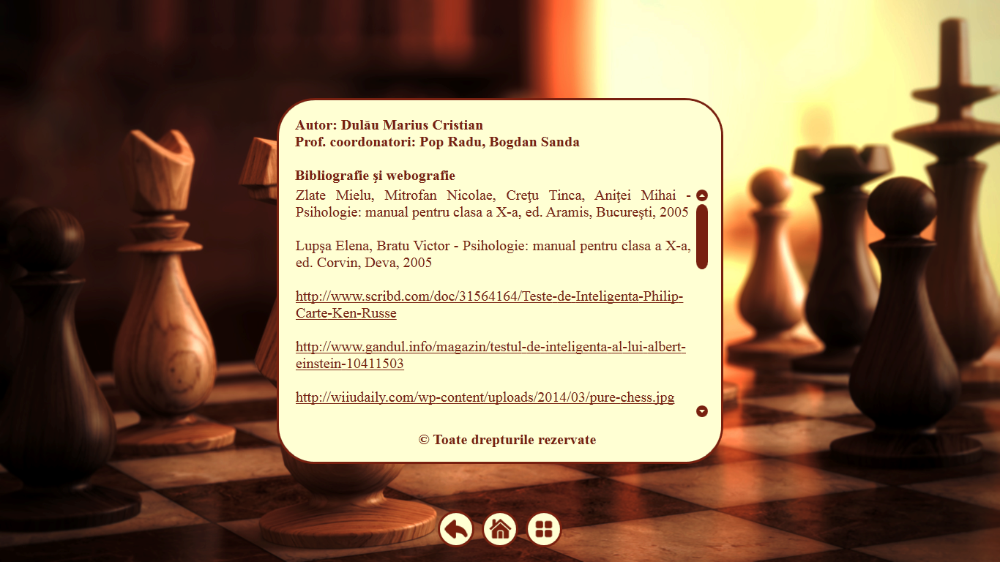 Autor: Dulău Marius Cristian
Prof. coordonatori: Pop Radu, Bogdan Sanda
Bibliografie şi webografie
Zlate Mielu, Mitrofan Nicolae, Creţu Tinca, Aniţei Mihai -
Psihologie: manual pentru clasa a X-a, ed. Aramis, Bucureşti, 2005
Lupşa Elena, Bratu Victor - Psihologie: manual pentru clasa a X-a,
ed. Corvin, Deva, 2005
http://www.scribd.com/doc/31564164/Teste-de-Inteligenta-Philip-
Carte-Ken-Russe
http://www.gandul.info/magazin/testul-de-inteligenta-al-lui-albert-
einstein-10411503
http://wiiudaily.com/wp-content/uploads/2014/03/pure-chess.jpg
© Toate drepturile rezervate